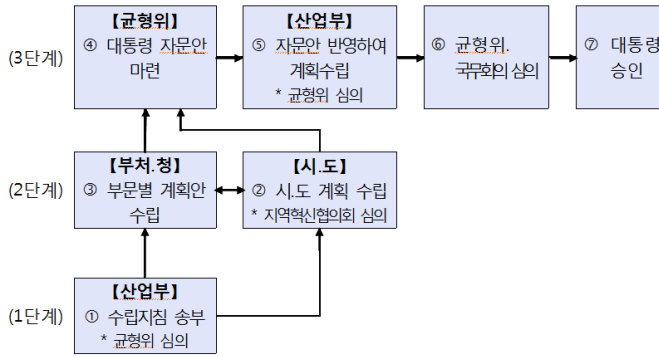 (3단계)
【균형위】
④ 대통령 자문안
마련
【산업부】
⑤ 자문안 반영하여
계획수립
* 균형위 심의
⑥ 균형위.
국무회의 심의
⑦ 대통령
승인
(2단계)
【부처.청】
③ 부문별 계획안
수립
【시.도】
② 시.도 계획 수립
* 지역혁신협의회 심의
(1단계)
【산업부】
① 수립지침 송부
* 균형위 심의